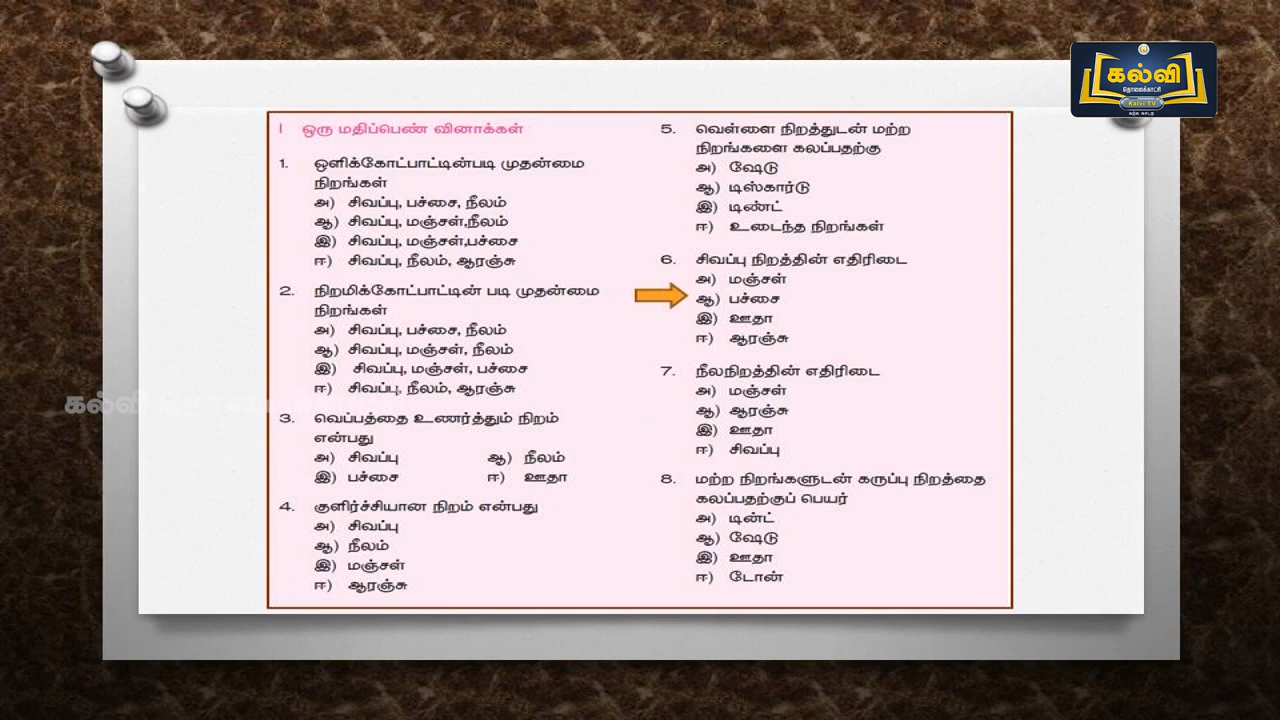 கல்வி
தொலைக்காட்சி
Kalvi TV
I ஒரு மதிப்பெண் வினாக்கள்
1. ஒளிக்கோட்பாட்டின்படி முதன்மை
நிறங்கள்
அ) சிவப்பு, பச்சை, நீலம்
ஆ) சிவப்பு, மஞ்சள்,நீலம்
இ) சிவப்பு, மஞ்சள்,பச்சை
ஈ) சிவப்பு, நீலம், ஆரஞ்சு
2. நிறமிக்கோட்பாட்டின் படி முதன்மை
நிறங்கள்
அ) சிவப்பு, பச்சை, நீலம்
ஆ) சிவப்பு, மஞ்சள், நீலம்
இ) சிவப்பு, மஞ்சள், பச்சை
ஈ) சிவப்பு, நீலம், ஆரஞ்சு
3. வெப்பத்தை உணர்த்தும் நிறம்
என்பது
அ) சிவப்பு ஆ) நீலம்
இ) பச்சை ஈ) ஊதா
4. குளிர்ச்சியான நிறம் என்பது
அ) சிவப்பு
ஆ) நீலம்
இ) மஞ்சள்
ஈ) ஆரஞ்சு
5. வெள்ளை நிறத்துடன் மற்ற
நிறங்களை கலப்பதற்கு
அ) ஷேடு
ஆ) டிஸ்கார்டு
இ) டிண்ட்
ஈ) உடைந்த நிறங்கள்
6. சிவப்பு நிறத்தின் எதிரிடை
அ) மஞ்சள்
ஆ) பச்சை
இ) ஊதா
ஈ) ஆரஞ்சு
7. நீலநிறத்தின் எதிரிடை
அ) மஞ்சள்
ஆ) ஆரஞ்சு
இ) ஊதா
ஈ) சிவப்பு
8. மற்ற நிறங்களுடன் கருப்பு நிறத்தை
கலப்பதற்குப் பெயர்
அ) டின்ட்
ஆ) ஷேடு
இ) ஊதா
ஈ) டோன்
கல்வி